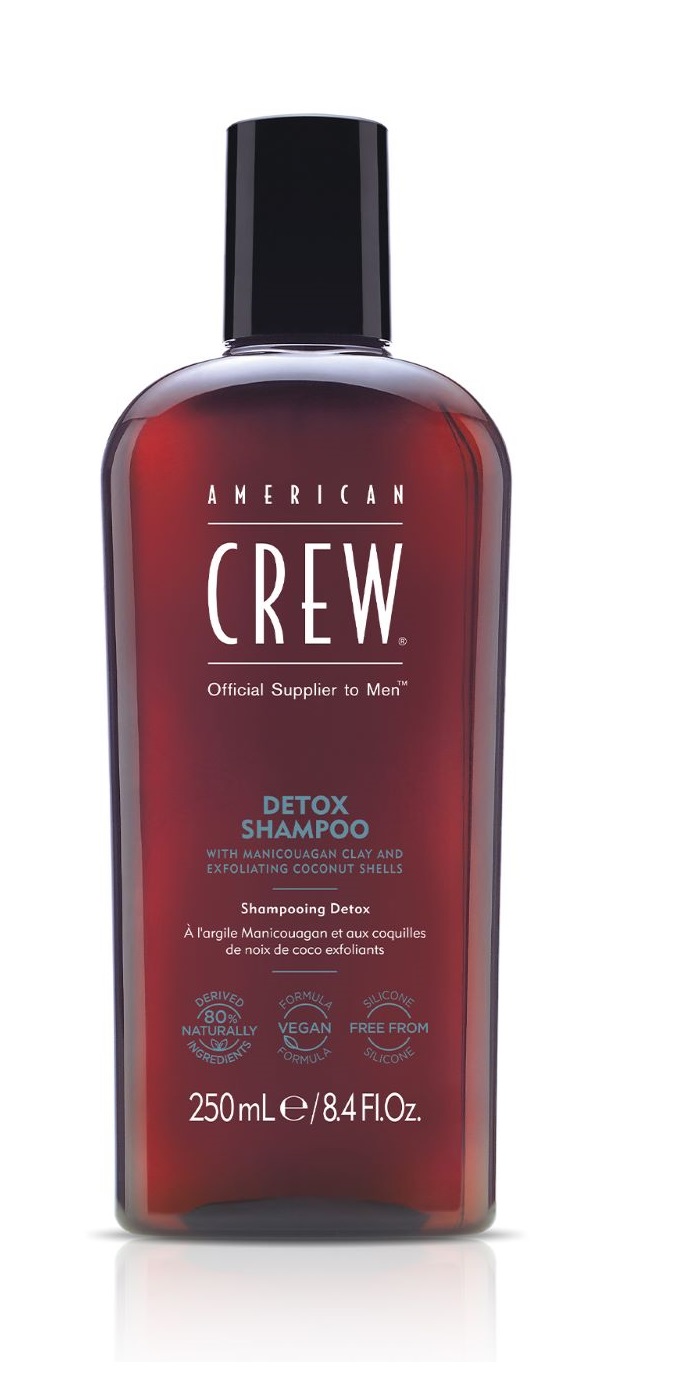 AMERICAN
CREW®
Official Supplier to Men™
DETOX
SHAMPOO
WITH MANICOUAGAN CLAY AND
EXFOLIATING COCONUT SHELLS
Shampooing Detox
À l'argile Manicouagan et aux coquilles
de noix de coco exfoliants
DERIVED
80%
NATURALLY
INGREDIENTS
FORMULA
VEGAN
FORMULA
SILICONE
FREE FROM
SILICONE
250 mL ℮/8.4 Fl.Oz.